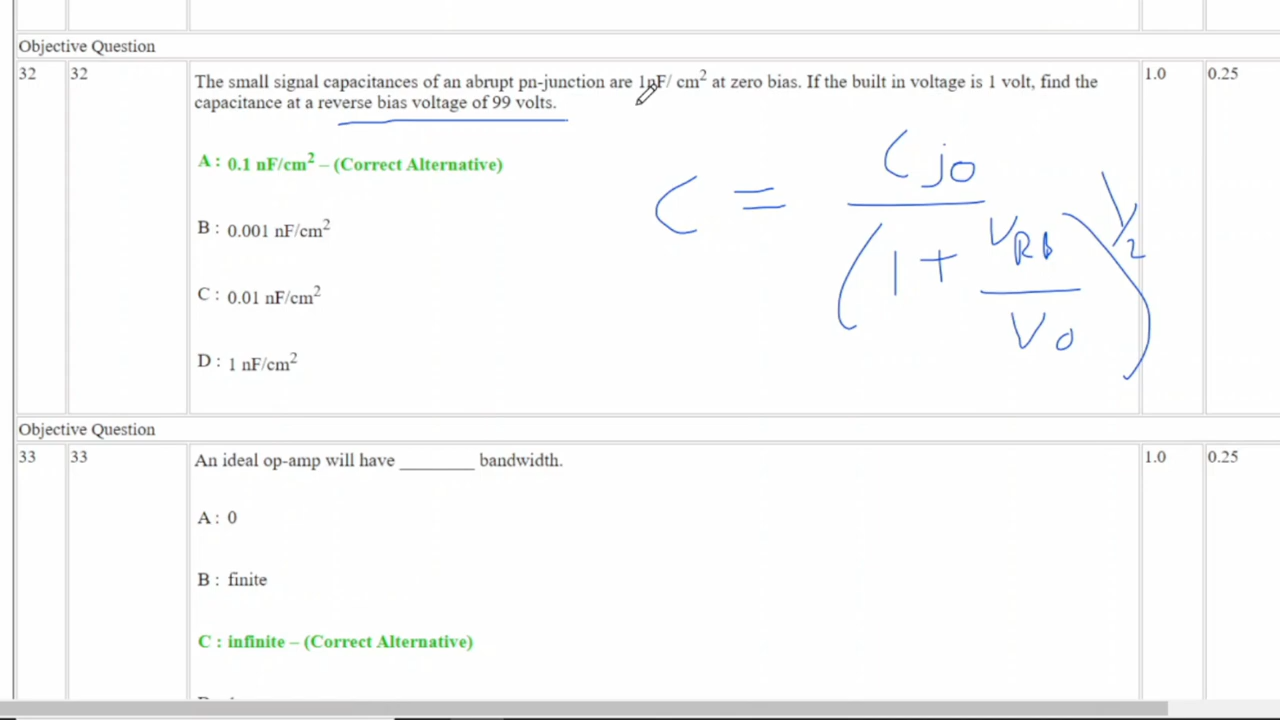 Objective Question
32 32 The small signal capacitances of an abrupt pn-junction are 1nF/ cm² at zero bias. If the built in voltage is 1 volt, find the 1.0 0.25
capacitance at a reverse bias voltage of 99 volts.
A : 0.1 nF/cm² – (Correct Alternative)
B : 0.001 nF/cm²
C : 0.01 nF/cm²
D : 1 nF/cm²
C = Cjo / (1 + VRb / Vo)^1/2
Objective Question
33 33 An ideal op-amp will have ________ bandwidth. 1.0 0.25
A : 0
B : finite
C : infinite – (Correct Alternative)